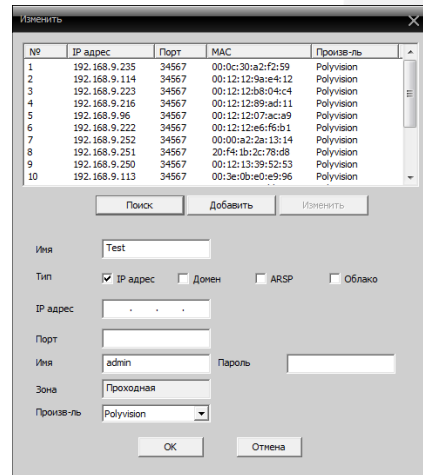 Изменить
№ IP адрес Порт MAC Произв-ль
1 192.168.9.235 34567 00:0c:30:a2:f2:59 Polyvision
2 192.168.9.114 34567 00:12:12:9a:e4:12 Polyvision
3 192.168.9.223 34567 00:12:12:b8:04:c4 Polyvision
4 192.168.9.216 34567 00:12:12:89:ad:11 Polyvision
5 192.168.9.96 34567 00:12:12:07:ac:a9 Polyvision
6 192.168.9.222 34567 00:12:12:e6:f6:b1 Polyvision
7 192.168.9.252 34567 00:00:a2:2a:13:14 Polyvision
8 192.168.9.251 34567 20:f4:1b:2c:78:d8 Polyvision
9 192.168.9.250 34567 00:12:13:39:52:53 Polyvision
10 192.168.9.113 34567 00:3e:0b:e0:e9:96 Polyvision
Поиск Добавить Изменить
Имя Test
Тип IP адрес Домен ARSP Облако
IP адрес . . .
Порт
Имя admin Пароль
Зона Проходная
Произв-ль Polyvision
OK Отмена